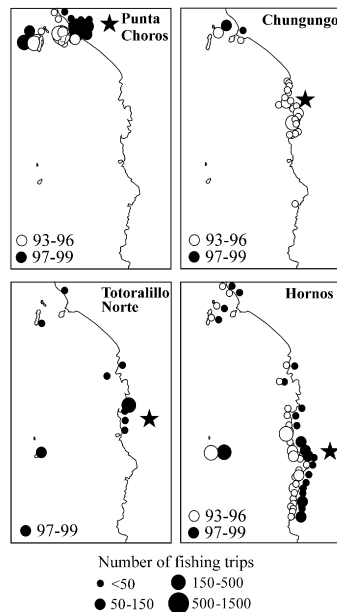 Punta
Choros
93-96
97-99
Chungungo
93-96
97-99
Totoralillo
Norte
97-99
Hornos
93-96
97-99
Number of fishing trips
<50
150-500
50-150
500-1500